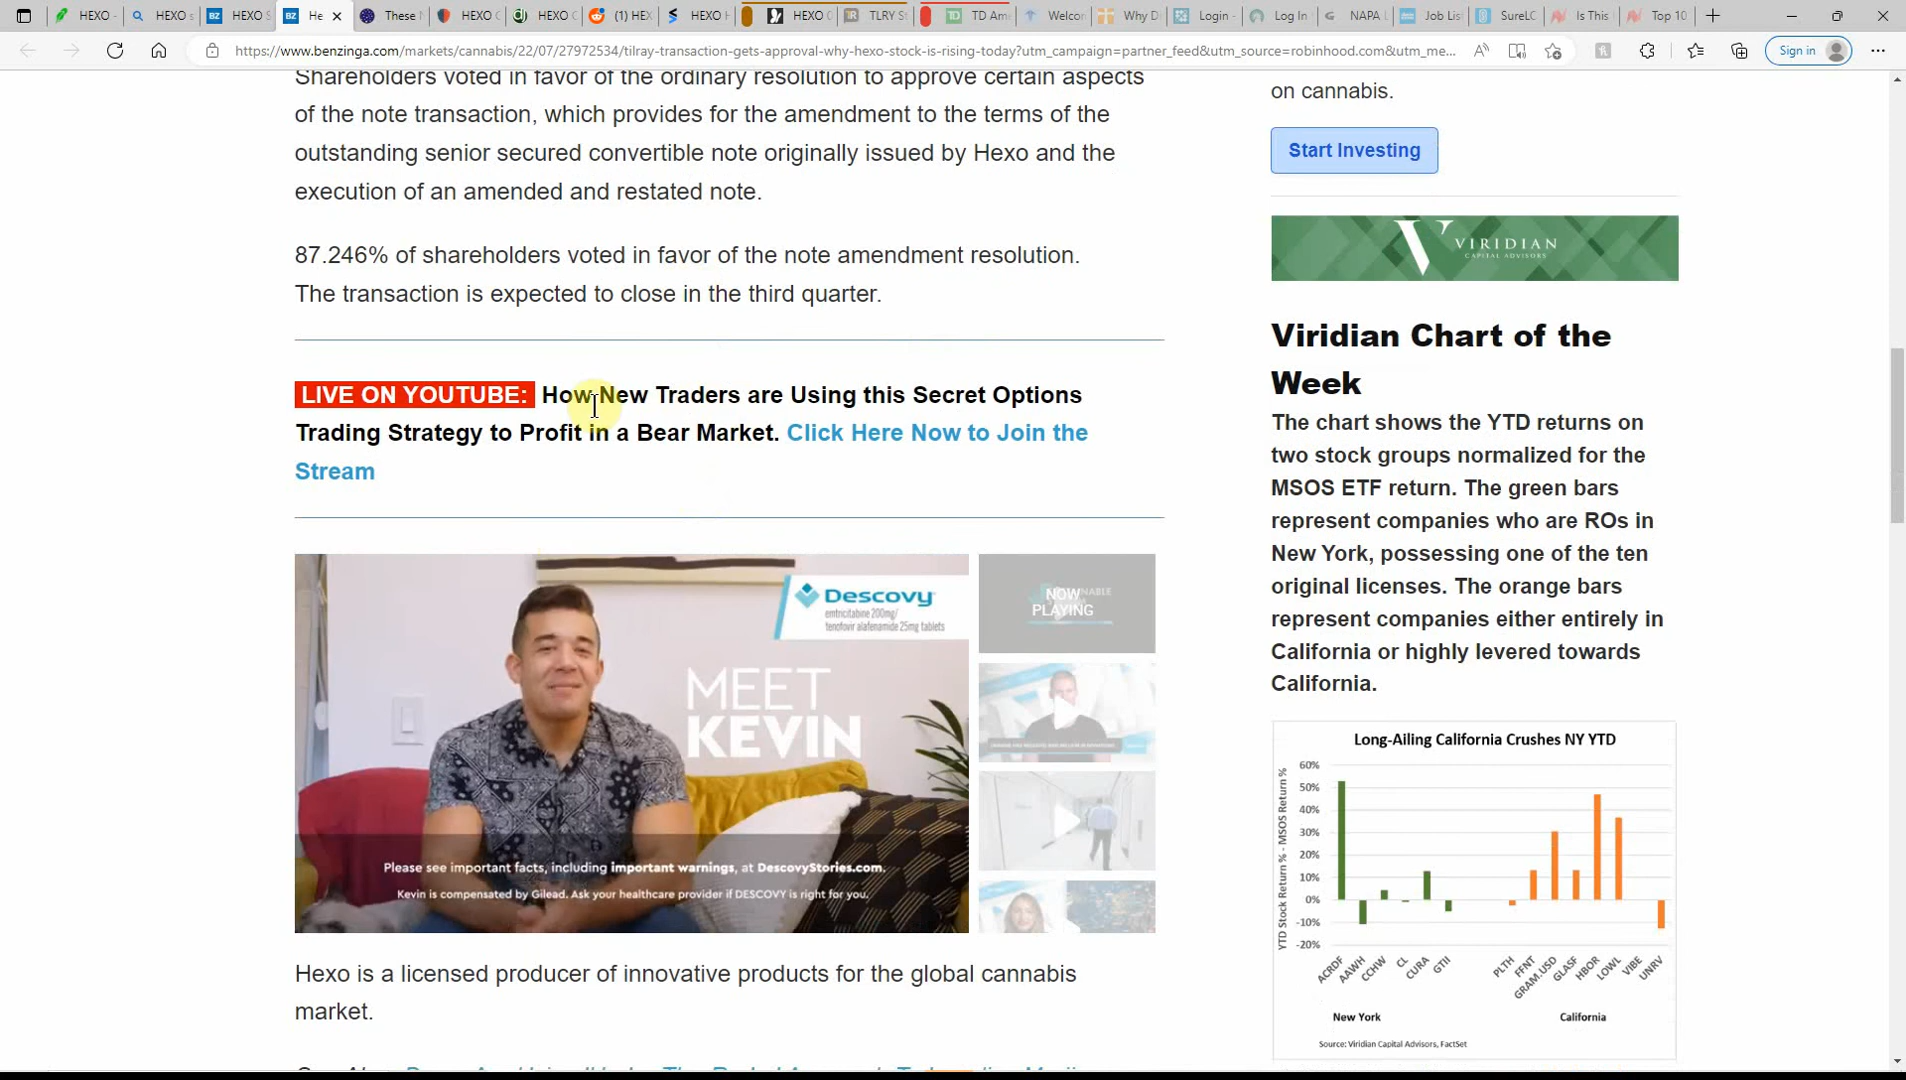 HEXO -
HEXO s
HEXO S
He
These N
HEXO C
HEXO C
(1) HEX
HEXO H
HEXO C
TLRY S
TD Ame
Welcom
Why D
Login -
Log In
NAPA L
Job List
SureLC
Is This
Top 10
https://www.benzinga.com/markets/cannabis/22/07/27972534/tilray-transaction-gets-approval-why-hexo-stock-is-rising-today?utm_campaign=partner_feed&utm_source=robinhood.com&utm_me...
Sign in
Shareholders voted in favor of the ordinary resolution to approve certain aspects
of the note transaction, which provides for the amendment to the terms of the
outstanding senior secured convertible note originally issued by Hexo and the
execution of an amended and restated note.
87.246% of shareholders voted in favor of the note amendment resolution.
The transaction is expected to close in the third quarter.
LIVE ON YOUTUBE: How New Traders are Using this Secret Options
Trading Strategy to Profit in a Bear Market. Click Here Now to Join the
Stream
Descovy
emtricitabine 200mg/
tenofovir alafenamide 25mg tablets
MEET
KEVIN
Please see important facts, including important warnings, at DescovyStories.com.
Kevin is compensated by Gilead. Ask your healthcare provider if DESCOVY is right for you.
NOW
PLAYING
Hexo is a licensed producer of innovative products for the global cannabis
market.
on cannabis.
Start Investing
VIRIDIAN
CAPITAL ADVISORS
Viridian Chart of the
Week
The chart shows the YTD returns on
two stock groups normalized for the
MSOS ETF return. The green bars
represent companies who are ROs in
New York, possessing one of the ten
original licenses. The orange bars
represent companies either entirely in
California or highly levered towards
California.
Long-Ailing California Crushes NY YTD
YTD Stock Return % - MSOS Return %
60%
50%
40%
30%
20%
10%
0%
-10%
-20%
ACRDF
AAWH
CCHW
CL
CURA
GTII
PLTH
FFNT
GRAM.USD
GLASF
HBOR
LOWL
VIBE
UNRV
New York
California
Source: Viridian Capital Advisors, FactSet